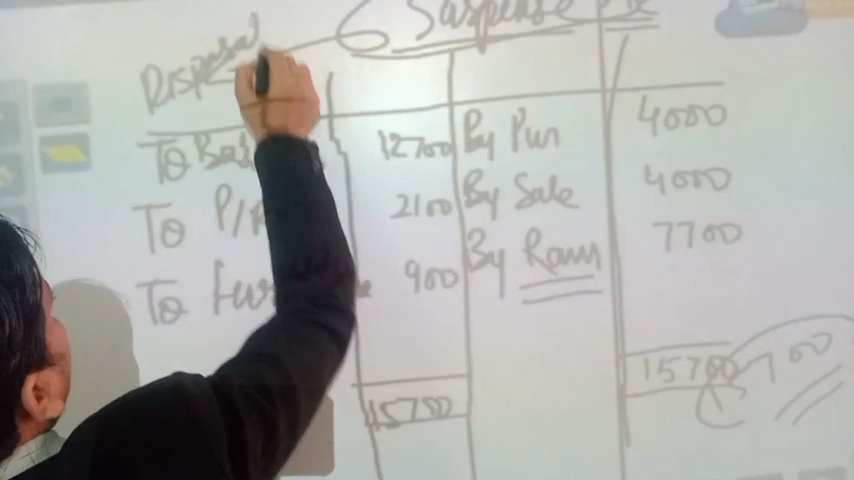 Suspense A/c
Disposal
To Bal 12700 By Pur 4000
To P/R 2100 By Sale 4000
To Fur 900 By Ram 7700
15700 15700 700